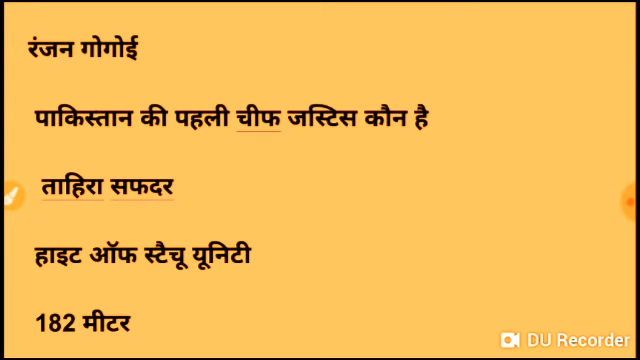 रंजन गोगोई
पाकिस्तान की पहली चीफ जस्टिस कौन है
ताहिरा सफदर
हाइट ऑफ स्टैचू यूनिटी
182 मीटर
DU Recorder